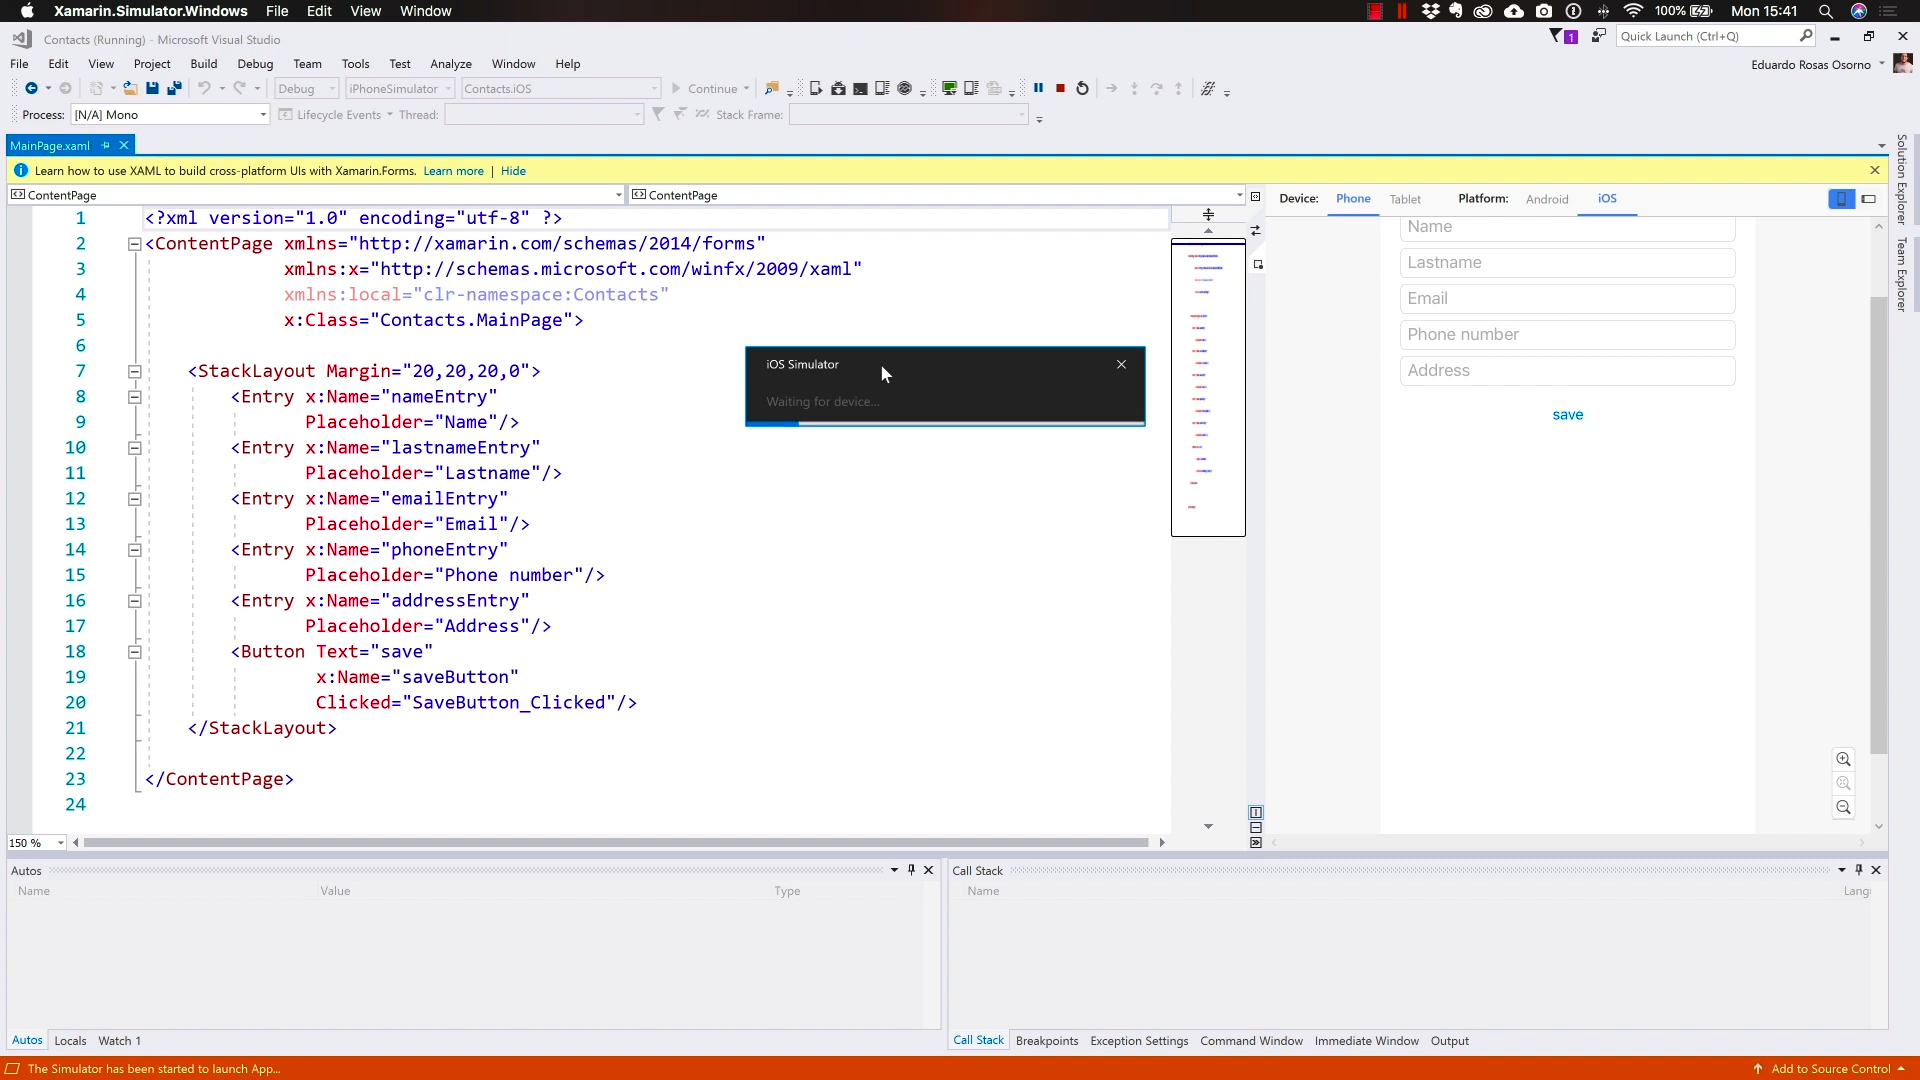 Xamarin.Simulator.Windows File Edit View Window 100% Mon 15:41
Contacts (Running) - Microsoft Visual Studio 1 Quick Launch (Ctrl+Q)
File Edit View Project Build Debug Team Tools Test Analyze Window Help Eduardo Rosas Osorno
Debug iPhoneSimulator Contacts.iOS Continue
Process: [N/A] Mono Lifecycle Events Thread: Stack Frame:
MainPage.xaml
Learn how to use XAML to build cross-platform UIs with Xamarin.Forms. Learn more | Hide
ContentPage ContentPage
Device: Phone Tablet Platform: Android iOS
1 <?xml version="1.0" encoding="utf-8" ?>
2 <ContentPage xmlns="http://xamarin.com/schemas/2014/forms"
3 xmlns:x="http://schemas.microsoft.com/winfx/2009/xaml"
4 xmlns:local="clr-namespace:Contacts"
5 x:Class="Contacts.MainPage">
6
7 <StackLayout Margin="20,20,20,0">
8 <Entry x:Name="nameEntry"
9 Placeholder="Name"/>
10 <Entry x:Name="lastnameEntry"
11 Placeholder="Lastname"/>
12 <Entry x:Name="emailEntry"
13 Placeholder="Email"/>
14 <Entry x:Name="phoneEntry"
15 Placeholder="Phone number"/>
16 <Entry x:Name="addressEntry"
17 Placeholder="Address"/>
18 <Button Text="save"
19 x:Name="saveButton"
20 Clicked="SaveButton_Clicked"/>
21 </StackLayout>
22
23 </ContentPage>
24
iOS Simulator
Waiting for device...
Name
Lastname
Email
Phone number
Address
save
Solution Explorer
Team Explorer
150 %
Autos
Name Value Type
Call Stack
Name Langu
Autos Locals Watch 1
Call Stack Breakpoints Exception Settings Command Window Immediate Window Output
The Simulator has been started to launch App... Add to Source Control